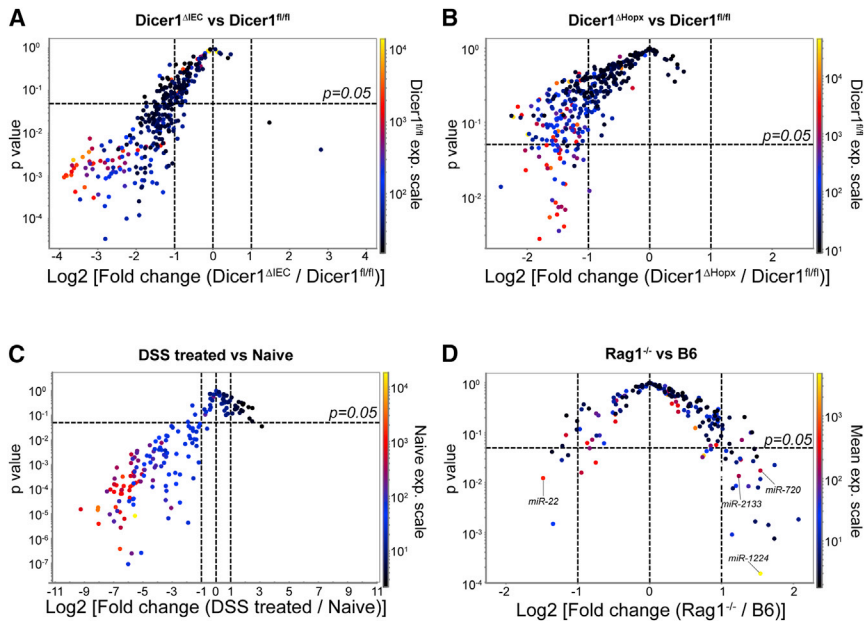 A
Dicer1ΔIEC vs Dicer1fl/fl
10^0
10^-1
10^-2
10^-3
10^-4
p value
p=0.05
-4 -3 -2 -1 0 1 2 3 4
Log2 [Fold change (Dicer1ΔIEC / Dicer1fl/fl)]
10^4
10^3
10^2
Dicer1fl/fl exp. scale
B
Dicer1ΔHopx vs Dicer1fl/fl
10^0
10^-1
10^-2
p value
p=0.05
-2 -1 0 1 2
Log2 [Fold change (Dicer1ΔHopx / Dicer1fl/fl)]
10^4
10^3
10^2
10^1
Dicer1fl/fl exp. scale
C
DSS treated vs Naive
10^0
10^-1
10^-2
10^-3
10^-4
10^-5
10^-6
10^-7
p value
p=0.05
-11 -9 -7 -5 -3 -1 0 1 3 5 7 9 11
Log2 [Fold change (DSS treated / Naive)]
10^4
10^3
10^2
10^1
Naive exp. scale
D
Rag1-/- vs B6
10^0
10^-1
10^-2
10^-3
10^-4
p value
p=0.05
miR-22
miR-720
miR-2133
miR-1224
-2 -1 0 1 2
Log2 [Fold change (Rag1-/- / B6)]
10^3
10^2
10^1
Mean exp. scale